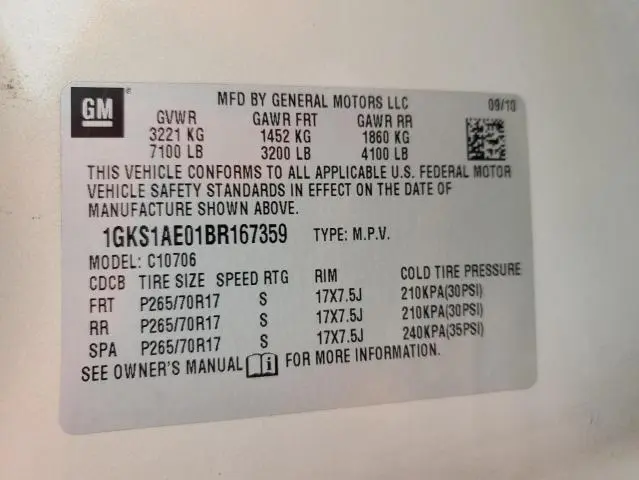 GM
MFD BY GENERAL MOTORS LLC 09/10
GVWR GAWR FRT GAWR RR
3221 KG 1452 KG 1860 KG
7100 LB 3200 LB 4100 LB
THIS VEHICLE CONFORMS TO ALL APPLICABLE U.S. FEDERAL MOTOR
VEHICLE SAFETY STANDARDS IN EFFECT ON THE DATE OF
MANUFACTURE SHOWN ABOVE.
1GKS1AE01BR167359 TYPE: M.P.V.
MODEL: C10706
CDCB TIRE SIZE SPEED RTG RIM COLD TIRE PRESSURE
FRT P265/70R17 S 17X7.5J 210KPA(30PSI)
RR P265/70R17 S 17X7.5J 210KPA(30PSI)
SPA P265/70R17 S 17X7.5J 240KPA(35PSI)
SEE OWNER'S MANUAL i FOR MORE INFORMATION.